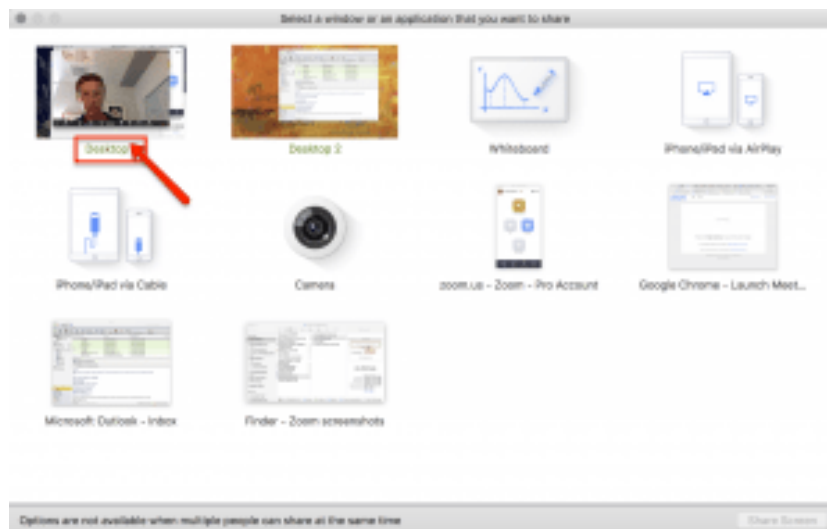 Select a window or an application that you want to share
Desktop
Desktop 2
Whiteboard
iPhone/iPad via AirPlay
iPhone/iPad via Cable
Camera
zoom.us - Zoom - Pro Account
Google Chrome - Launch Meet...
Microsoft Outlook - Inbox
Finder - Zoom screenshots
Options are not available when multiple people can share at the same time
Share Screen